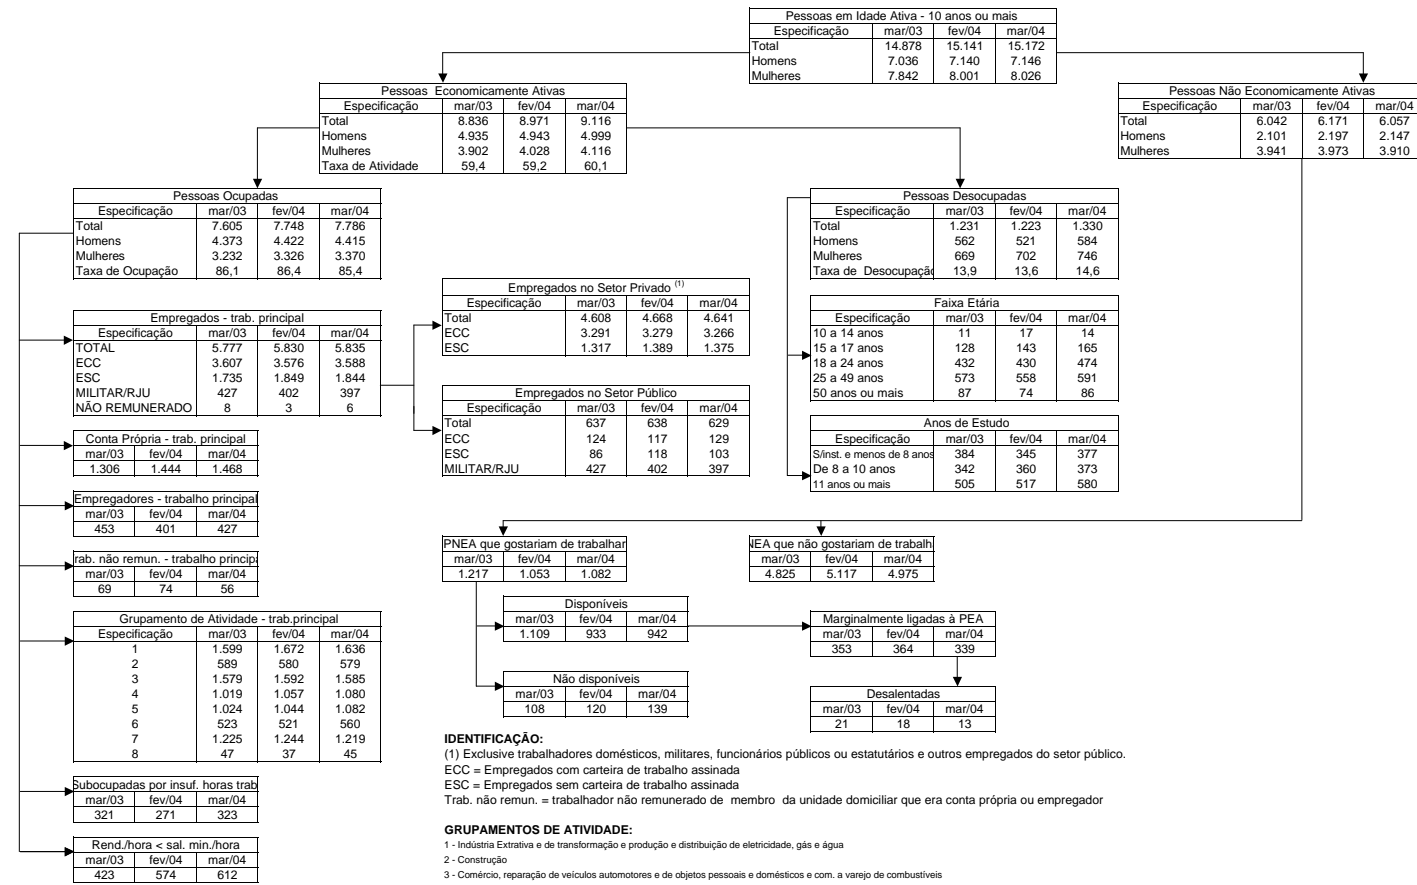 Pessoas em Idade Ativa - 10 anos ou mais
Especificação mar/03 fev/04 mar/04
Total 14.878 15.141 15.172
Homens 7.036 7.140 7.146
Mulheres 7.842 8.001 8.026
Pessoas Economicamente Ativas
Especificação mar/03 fev/04 mar/04
Total 8.836 8.971 9.116
Homens 4.935 4.943 4.999
Mulheres 3.902 4.028 4.116
Taxa de Atividade 59,4 59,2 60,1
Pessoas Não Economicamente Ativas
Especificação mar/03 fev/04 mar/04
Total 6.042 6.171 6.057
Homens 2.101 2.197 2.147
Mulheres 3.941 3.973 3.910
Pessoas Ocupadas
Especificação mar/03 fev/04 mar/04
Total 7.605 7.748 7.786
Homens 4.373 4.422 4.415
Mulheres 3.232 3.326 3.370
Taxa de Ocupação 86,1 86,4 85,4
Pessoas Desocupadas
Especificação mar/03 fev/04 mar/04
Total 1.231 1.223 1.330
Homens 562 521 584
Mulheres 669 702 746
Taxa de Desocupaçã 13,9 13,6 14,6
Empregados - trab. principal
Especificação mar/03 fev/04 mar/04
TOTAL 5.777 5.830 5.835
ECC 3.607 3.576 3.588
ESC 1.735 1.849 1.844
MILITAR/RJU 427 402 397
NÃO REMUNERADO 8 3 6
Empregados no Setor Privado (1)
Especificação mar/03 fev/04 mar/04
Total 4.608 4.668 4.641
ECC 3.291 3.279 3.266
ESC 1.317 1.389 1.375
Empregados no Setor Público
Especificação mar/03 fev/04 mar/04
Total 637 638 629
ECC 124 117 129
ESC 86 118 103
MILITAR/RJU 427 402 397
Faixa Etária
Especificação mar/03 fev/04 mar/04
10 a 14 anos 11 17 14
15 a 17 anos 128 143 165
18 a 24 anos 432 430 474
25 a 49 anos 573 558 591
50 anos ou mais 87 74 86
Anos de Estudo
Especificação mar/03 fev/04 mar/04
S/inst. e menos de 8 anos 384 345 377
De 8 a 10 anos 342 360 373
11 anos ou mais 505 517 580
Conta Própria - trab. principal
mar/03 fev/04 mar/04
1.306 1.444 1.468
Empregadores - trabalho principal
mar/03 fev/04 mar/04
453 401 427
rab. não remun. - trabalho principa
mar/03 fev/04 mar/04
69 74 56
Grupamento de Atividade - trab.principal
Especificação mar/03 fev/04 mar/04
1 1.599 1.672 1.636
2 589 580 579
3 1.579 1.592 1.585
4 1.019 1.057 1.080
5 1.024 1.044 1.082
6 523 521 560
7 1.225 1.244 1.219
8 47 37 45
Subocupadas por insuf. horas trab
mar/03 fev/04 mar/04
321 271 323
Rend./hora < sal. min./hora
mar/03 fev/04 mar/04
423 574 612
PNEA que gostariam de trabalhar
mar/03 fev/04 mar/04
1.217 1.053 1.082
NEA que não gostariam de trabalh
mar/03 fev/04 mar/04
4.825 5.117 4.975
Disponíveis
mar/03 fev/04 mar/04
1.109 933 942
Marginalmente ligadas à PEA
mar/03 fev/04 mar/04
353 364 339
Não disponíveis
mar/03 fev/04 mar/04
108 120 139
Desalentadas
mar/03 fev/04 mar/04
21 18 13
IDENTIFICAÇÃO:
(1) Exclusive trabalhadores domésticos, militares, funcionários públicos ou estatutários e outros empregados do setor público.
ECC = Empregados com carteira de trabalho assinada
ESC = Empregados sem carteira de trabalho assinada
Trab. não remun. = trabalhador não remunerado de membro da unidade domiciliar que era conta própria ou empregador
GRUPAMENTOS DE ATIVIDADE:
1 - Indústria Extrativa e de transformação e produção e distribuição de eletricidade, gás e água
2 - Construção
3 - Comércio, reparação de veículos automotores e de objetos pessoais e domésticos e com. a varejo de combustíveis